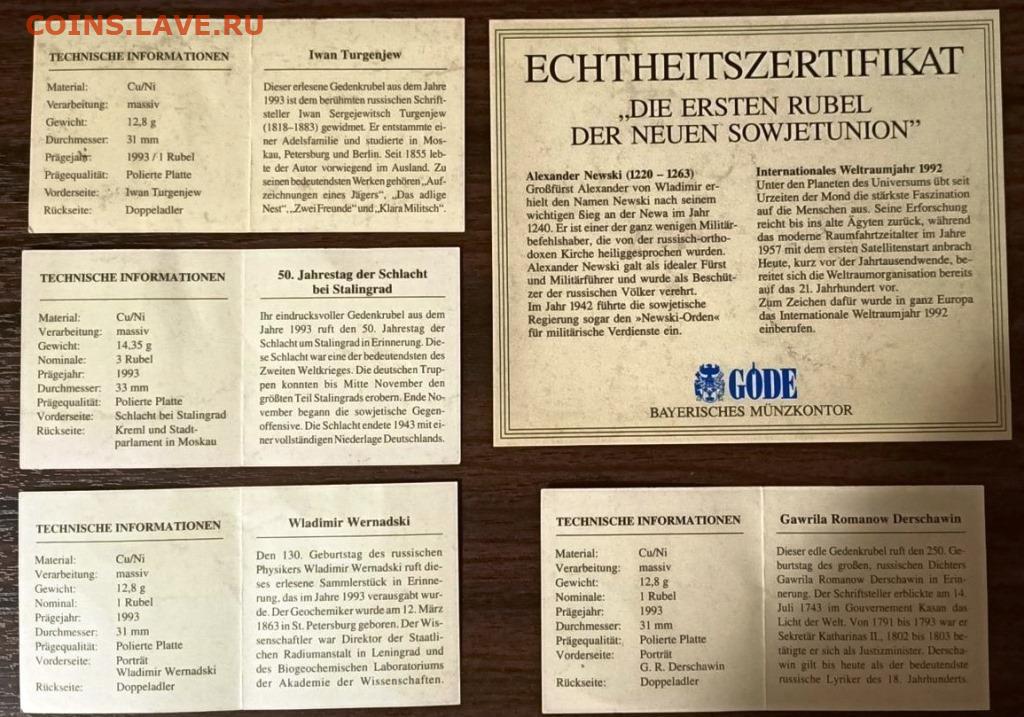 COINS.LAVE.RU
TECHNISCHE INFORMATIONEN
Material: Cu/Ni
Verarbeitung: massiv
Gewicht: 12,8 g
Durchmesser: 31 mm
Prägejahr: 1993 / 1 Rubel
Prägequalität: Polierte Platte
Vorderseite: Iwan Turgenjew
Rückseite: Doppeladler
Iwan Turgenjew
Dieser erlesene Gedenkrubel aus dem Jahre
1993 ist dem berühmten russischen Schrift-
steller Iwan Sergejewitsch Turgenjew
(1818–1883) gewidmet. Er entstammte ei-
ner Adelsfamilie und studierte in Mos-
kau, Petersburg und Berlin. Seit 1855 leb-
te der Autor vorwiegend im Ausland. Zu
seinen bedeutendsten Werken gehören „Auf-
zeichnungen eines Jägers", „Das adlige
Nest", „Zwei Freunde" und „Klara Militsch".
ECHTHEITSZERTIFIKAT
„DIE ERSTEN RUBEL
DER NEUEN SOWJETUNION"
Alexander Newski (1220 – 1263)
Großfürst Alexander von Wladimir er-
hielt den Namen Newski nach seinem
wichtigen Sieg an der Newa im Jahr
1240. Er ist einer der ganz wenigen Militär-
befehlshaber, die von der russisch-ortho-
doxen Kirche heiliggesprochen wurden.
Alexander Newski galt als idealer Fürst
und Militärführer und wurde als Beschüt-
zer der russischen Völker verehrt.
Im Jahr 1942 führte die sowjetische
Regierung sogar den »Newski-Orden«
für militärische Verdienste ein.
Internationales Weltraumjahr 1992
Unter den Planeten des Universums übt seit
Urzeiten der Mond die stärkste Faszination
auf die Menschen aus. Seine Erforschung
reicht bis ins alte Ägypten zurück, während
das moderne Raumfahrtzeitalter im Jahre
1957 mit dem ersten Satellitenstart anbrach
Heute, kurz vor der Jahrtausendwende, be-
reitet sich die Weltraumorganisation bereits
auf das 21. Jahrhundert vor.
Zum Zeichen dafür wurde in ganz Europa
das Internationale Weltraumjahr 1992
einberufen.
GÖDE
BAYERISCHES MÜNZKONTOR
TECHNISCHE INFORMATIONEN
Material: Cu/Ni
Verarbeitung: massiv
Gewicht: 14,35 g
Nominale: 3 Rubel
Prägejahr: 1993
Durchmesser: 33 mm
Prägequalität: Polierte Platte
Vorderseite: Schlacht bei Stalingrad
Rückseite: Kreml und Stadt-
parlament in Moskau
50. Jahrestag der Schlacht
bei Stalingrad
Ihr eindrucksvoller Gedenkrubel aus dem
Jahre 1993 ruft den 50. Jahrestag der
Schlacht um Stalingrad in Erinnerung. Die-
se Schlacht war eine der bedeutendsten des
Zweiten Weltkrieges. Die deutschen Trup-
pen konnten bis Mitte November den
größten Teil Stalingrads erobern. Ende No-
vember begann die sowjetische Gegen-
offensive. Die Schlacht endete 1943 mit ei-
ner vollständigen Niederlage Deutschlands.
TECHNISCHE INFORMATIONEN
Material: Cu/Ni
Verarbeitung: massiv
Gewicht: 12,8 g
Nominal: 1 Rubel
Prägejahr: 1993
Durchmesser: 31 mm
Prägequalität: Polierte Platte
Vorderseite: Porträt
Wladimir Wernadski
Rückseite: Doppeladler
Wladimir Wernadski
Den 130. Geburtstag des russischen
Physikers Wladimir Wernadski ruft die-
ses erlesene Sammlerstück in Erinne-
rung, das im Jahre 1993 verausgabt wur-
de. Der Geochemiker wurde am 12. März
1863 in St. Petersburg geboren. Der Wis-
senschaftler war Direktor der Staatli-
chen Radiumanstalt in Leningrad und
des Biogeochemischen Laboratoriums
der Akademie der Wissenschaften.
TECHNISCHE INFORMATIONEN
Material: Cu/Ni
Verarbeitung: massiv
Gewicht: 12,8 g
Nominale: 1 Rubel
Prägejahr: 1993
Durchmesser: 31 mm
Prägequalität: Polierte Platte
Vorderseite: Porträt
G. R. Derschawin
Rückseite: Doppeladler
Gawrila Romanow Derschawin
Dieser edle Gedenkrubel ruft den 250. Ge-
burtstag des großen, russischen Dichters
Gawrila Romanow Derschawin in Erin-
nerung. Der Schriftsteller erblickte am 14.
Juli 1743 im Gouvernement Kasan das
Licht der Welt. Von 1791 bis 1793 war er
Sekretär Katharinas II., 1802 bis 1803 be-
tätigte er sich als Justizminister. Derscha-
win gilt bis heute als der bedeutendste
russische Lyriker des 18. Jahrhunderts.